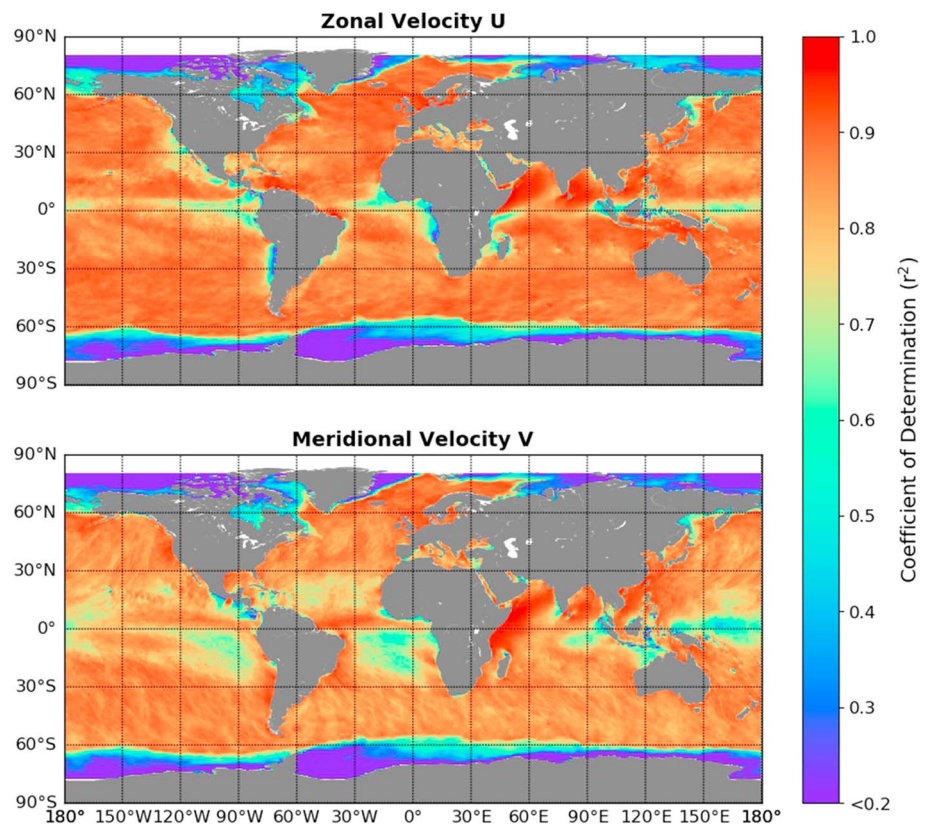 Zonal Velocity U
90°N
60°N
30°N
0°
30°S
60°S
90°S
Meridional Velocity V
90°N
60°N
30°N
0°
30°S
60°S
90°S
180° 150°W 120°W 90°W 60°W 30°W 0° 30°E 60°E 90°E 120°E 150°E 180°
1.0
0.9
0.8
0.7
0.6
0.5
0.4
0.3
<0.2
Coefficient of Determination (r²)